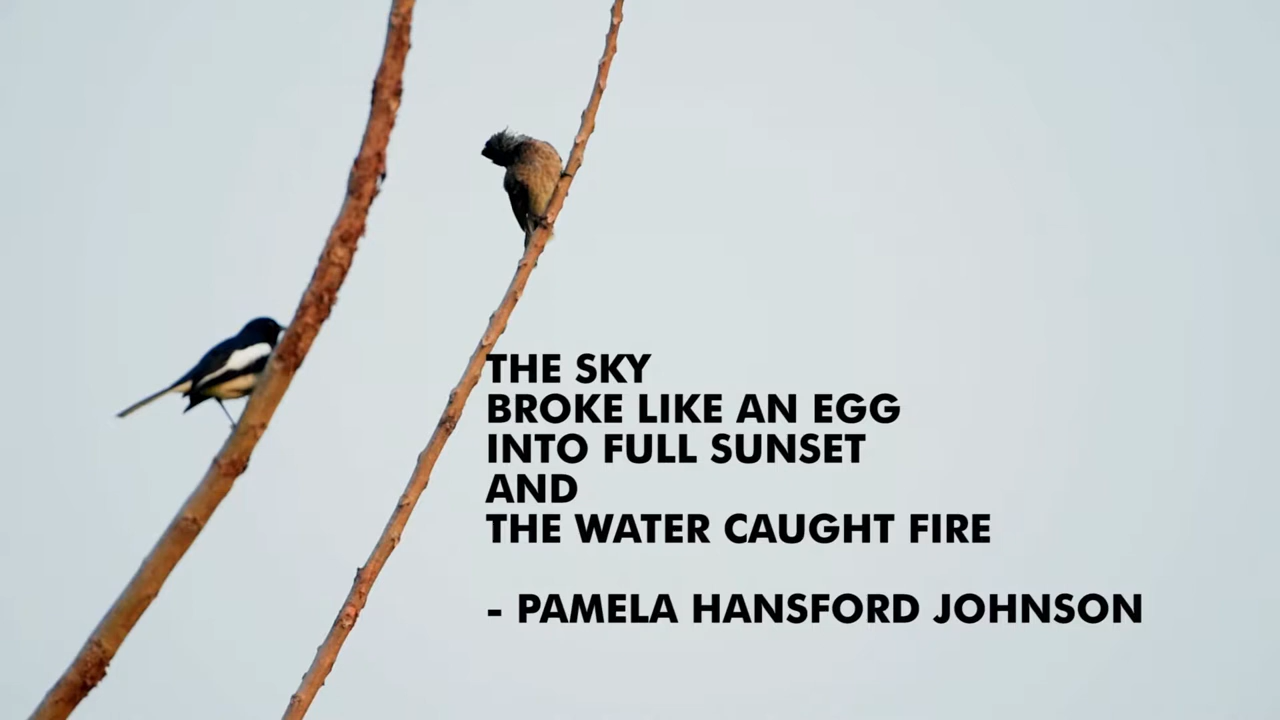 THE SKY
BROKE LIKE AN EGG
INTO FULL SUNSET
AND
THE WATER CAUGHT FIRE
- PAMELA HANSFORD JOHNSON